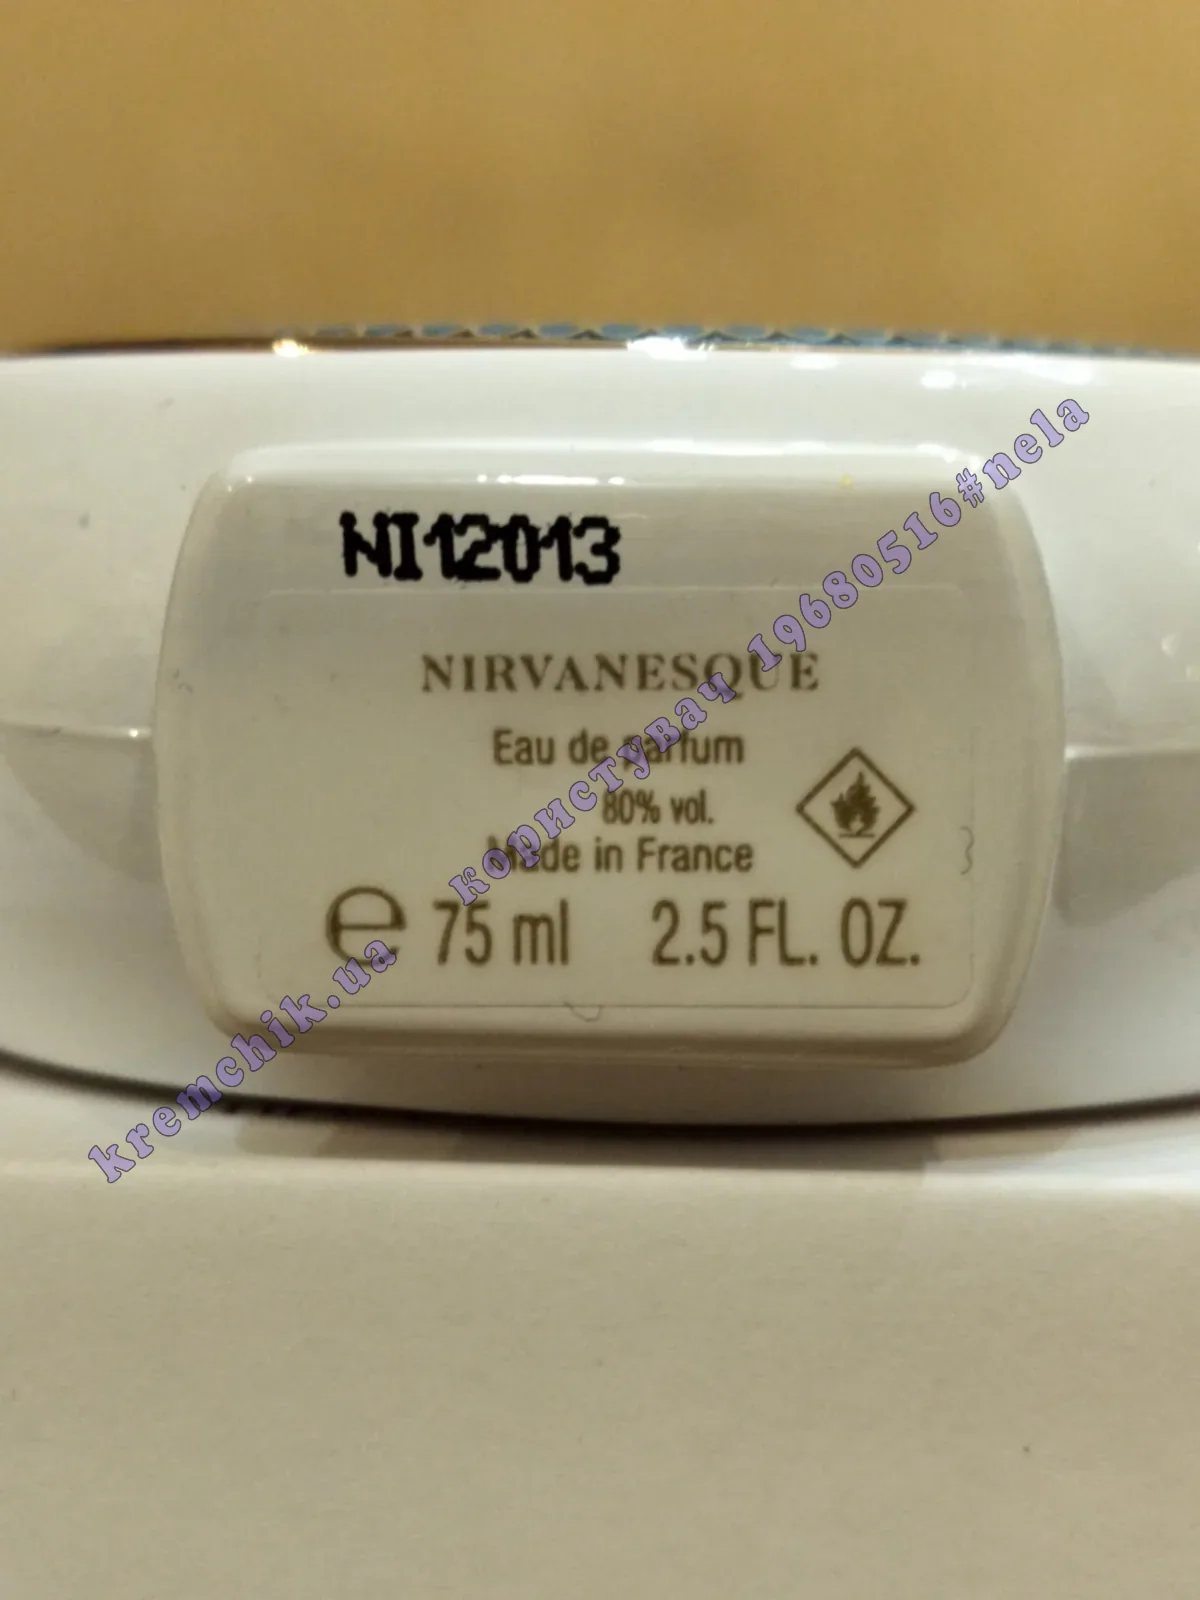 NI12013
NIRVANESQUE
Eau de parfum
80% vol.
Made in France
℮ 75 ml 2.5 FL. OZ.
kremchik.ua користувач 19680516#nela